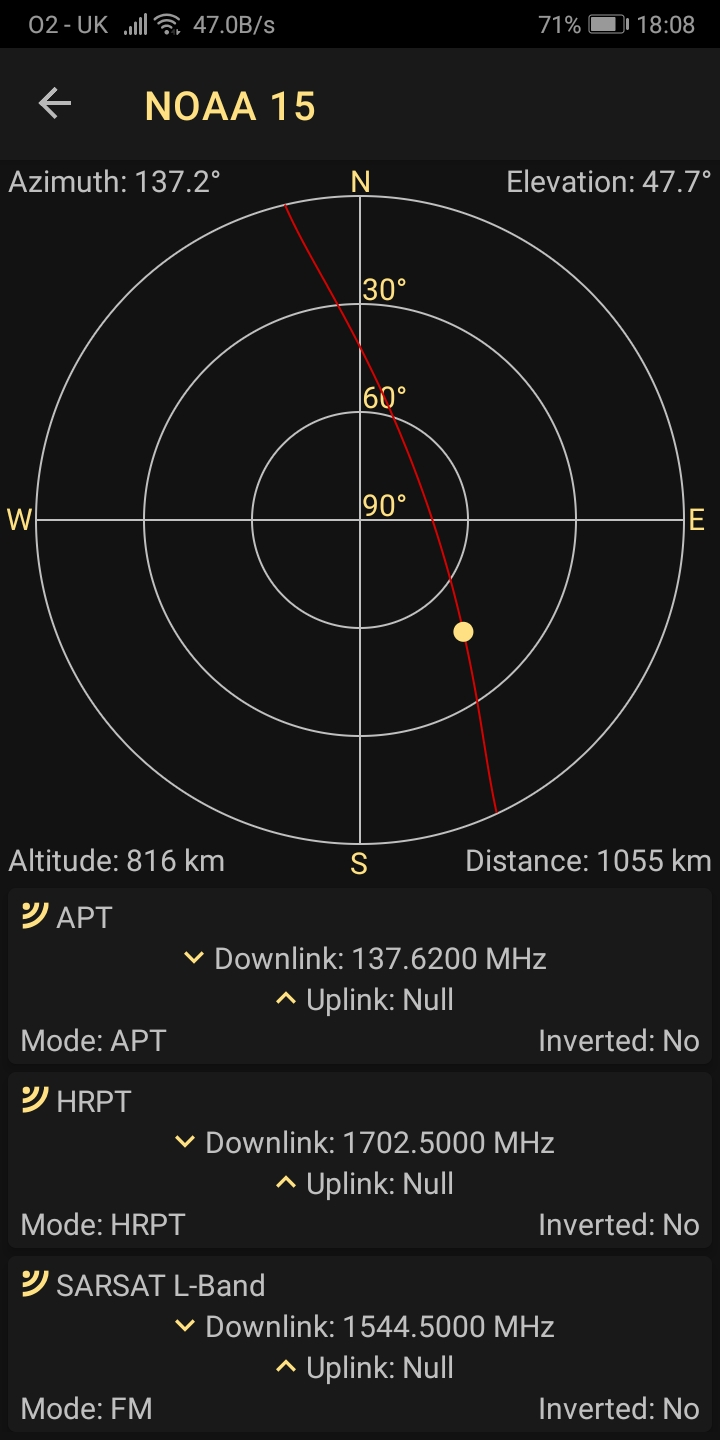 O2 - UK 47.0B/s 71% 18:08
NOAA 15
Azimuth: 137.2° N Elevation: 47.7°
30°
60°
90°
W E
Altitude: 816 km S Distance: 1055 km
APT
Downlink: 137.6200 MHz
Uplink: Null
Mode: APT Inverted: No
HRPT
Downlink: 1702.5000 MHz
Uplink: Null
Mode: HRPT Inverted: No
SARSAT L-Band
Downlink: 1544.5000 MHz
Uplink: Null
Mode: FM Inverted: No